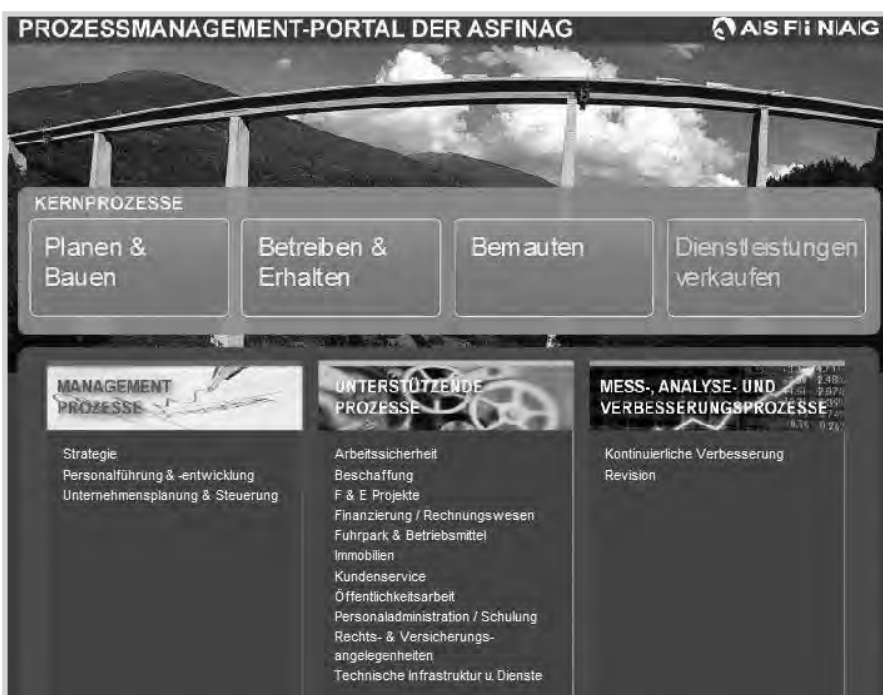 PROZESSMANAGEMENT-PORTAL DER ASFINAG
ASFiNAG
KERNPROZESSE
Planen &
Bauen
Betreiben &
Erhalten
Bemauten
Dienstleistungen
verkaufen
MANAGEMENT
PROZESSE
Strategie
Personalführung & -entwicklung
Unternehmensplanung & Steuerung
UNTERSTÜTZENDE
PROZESSE
Arbeitssicherheit
Beschaffung
F & E Projekte
Finanzierung / Rechnungswesen
Fuhrpark & Betriebsmittel
Immobilien
Kundenservice
Öffentlichkeitsarbeit
Personaladministration / Schulung
Rechts- & Versicherungs-
angelegenheiten
Technische Infrastruktur u. Dienste
MESS-, ANALYSE- UND
VERBESSERUNGSPROZESSE
Kontinuierliche Verbesserung
Revision